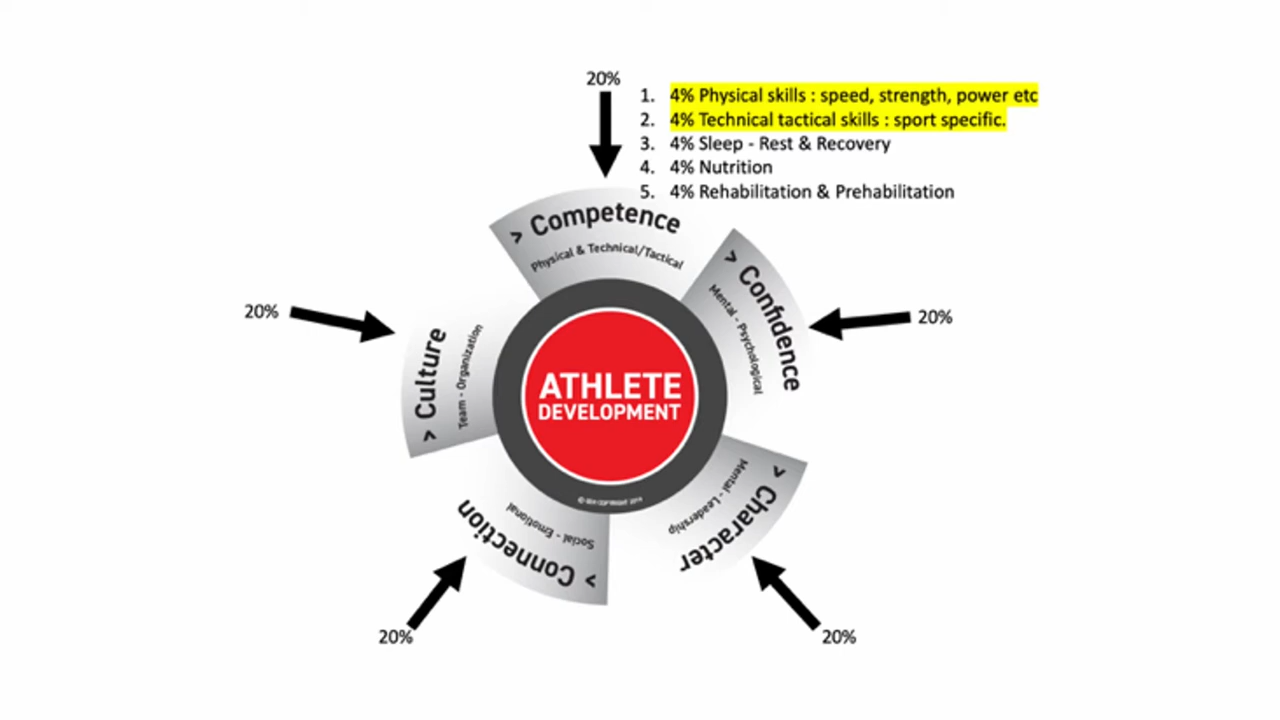 20%
1. 4% Physical skills : speed, strength, power etc
2. 4% Technical tactical skills : sport specific.
3. 4% Sleep - Rest & Recovery
4. 4% Nutrition
5. 4% Rehabilitation & Prehabilitation
> Competence
Physical & Technical/Tactical
> Confidence
Mental - Psychological
20%
> Character
Mental - Leadership
20%
> Connection
Social - Emotional
20%
> Culture
Team - Organization
20%
ATHLETE
DEVELOPMENT